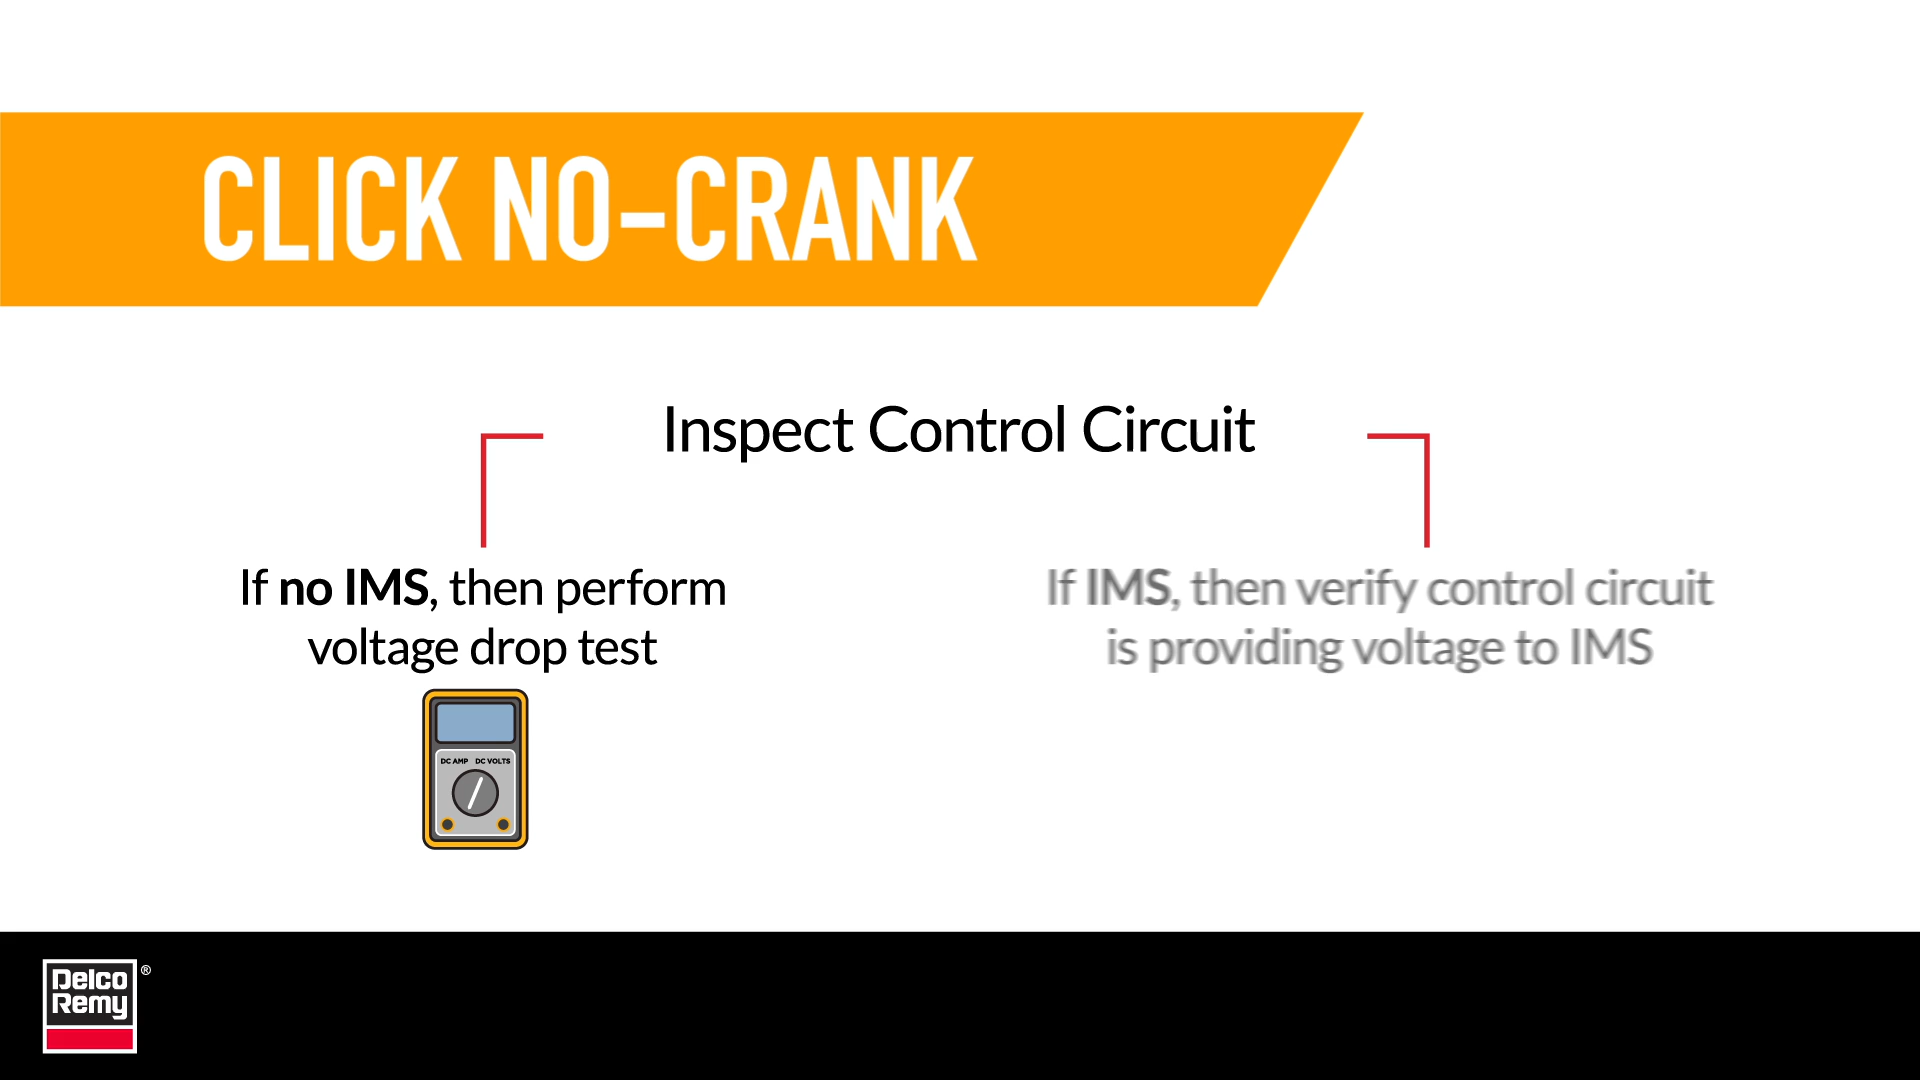 CLICK NO-CRANK
Inspect Control Circuit
If no IMS, then perform
voltage drop test
If IMS, then verify control circuit
is providing voltage to IMS
DC AMP DC VOLTS
Delco
Remy
®